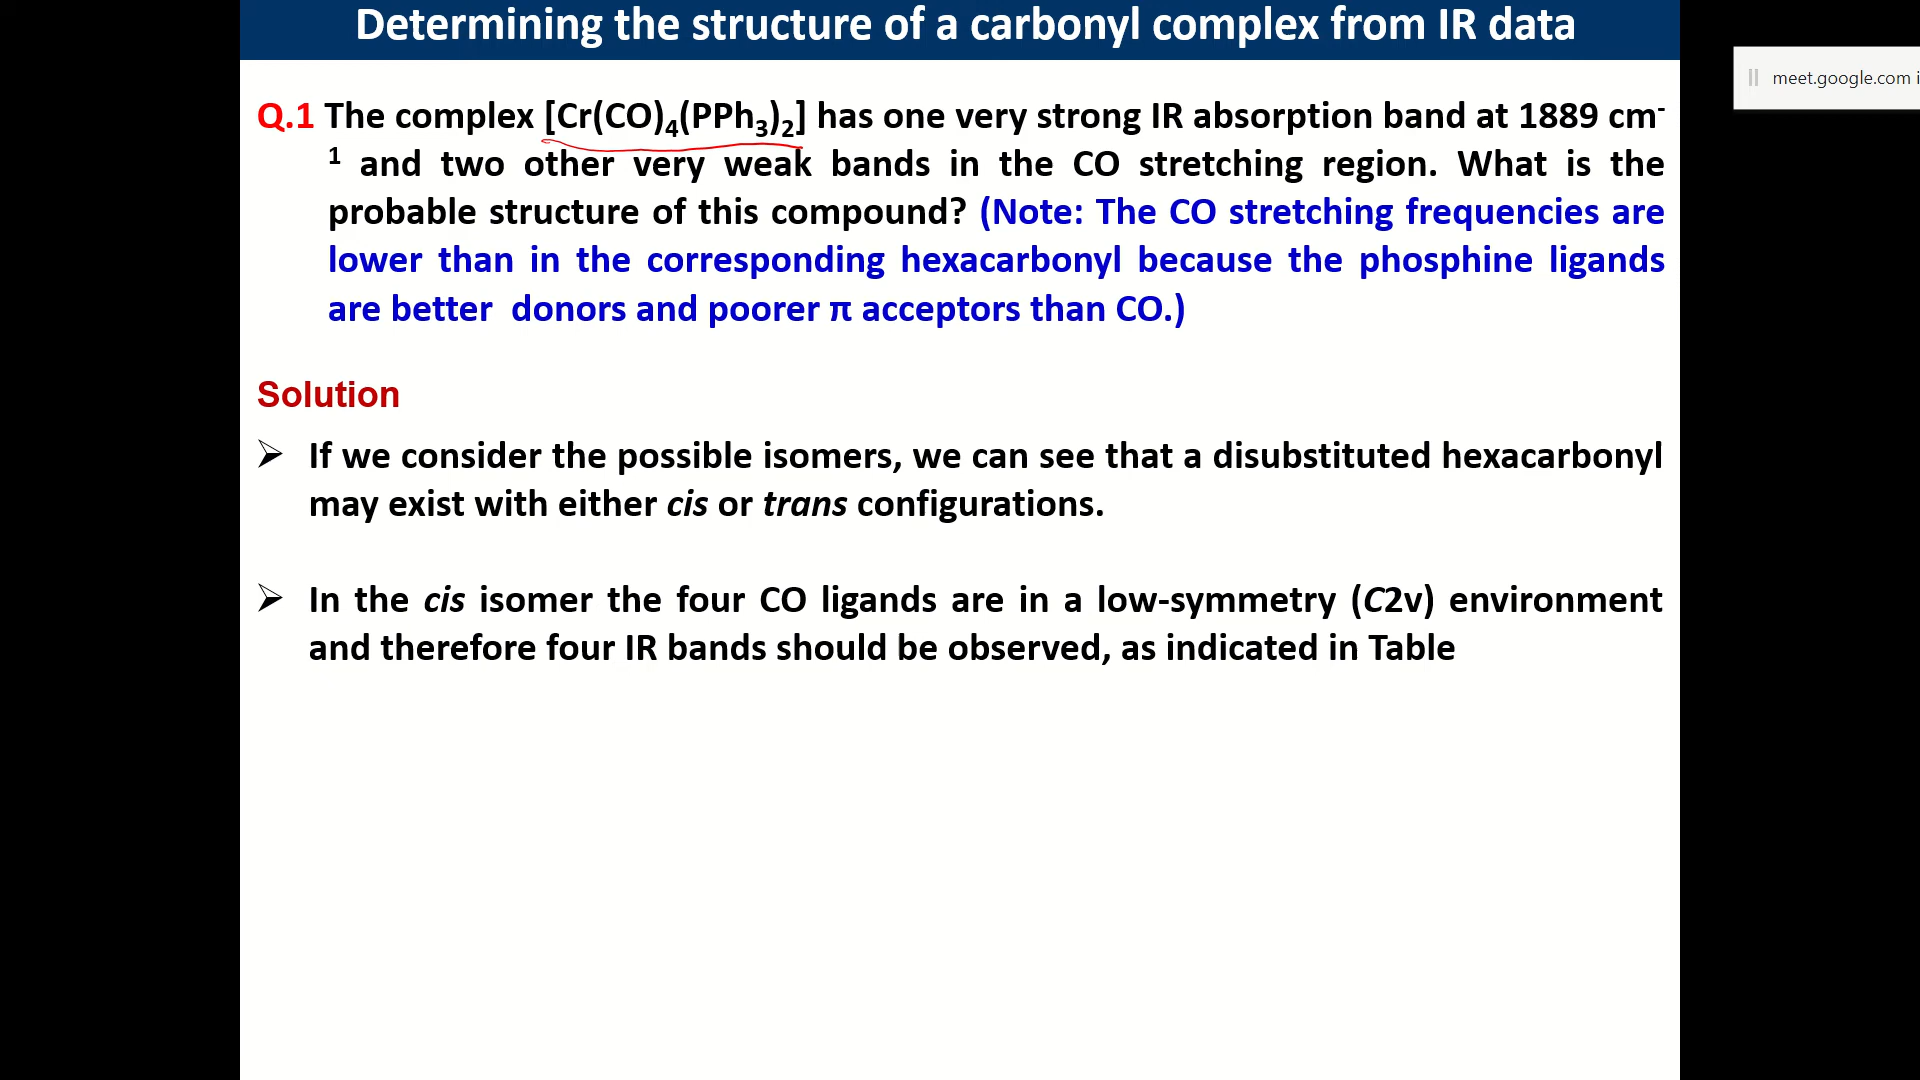 Determining the structure of a carbonyl complex from IR data
meet.google.com i
Q.1 The complex [Cr(CO)₄(PPh₃)₂] has one very strong IR absorption band at 1889 cm⁻
¹ and two other very weak bands in the CO stretching region. What is the
probable structure of this compound? (Note: The CO stretching frequencies are
lower than in the corresponding hexacarbonyl because the phosphine ligands
are better donors and poorer π acceptors than CO.)
Solution
➢ If we consider the possible isomers, we can see that a disubstituted hexacarbonyl
may exist with either cis or trans configurations.
➢ In the cis isomer the four CO ligands are in a low-symmetry (C2v) environment
and therefore four IR bands should be observed, as indicated in Table